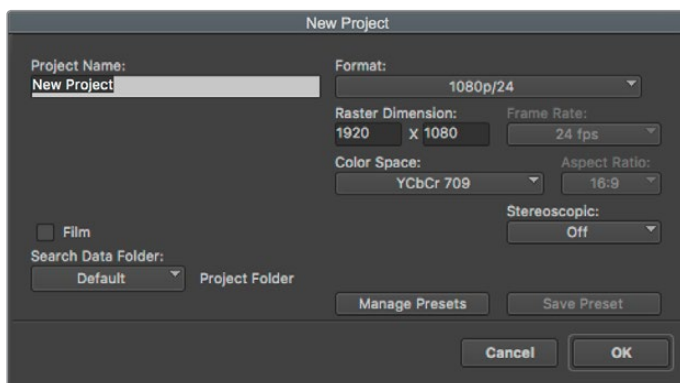 New Project
Project Name:
New Project
Format:
1080p/24
Raster Dimension:
1920 X 1080
Frame Rate:
24 fps
Color Space:
YCbCr 709
Aspect Ratio:
16:9
Stereoscopic:
Off
Film
Search Data Folder:
Default
Project Folder
Manage Presets
Save Preset
Cancel
OK